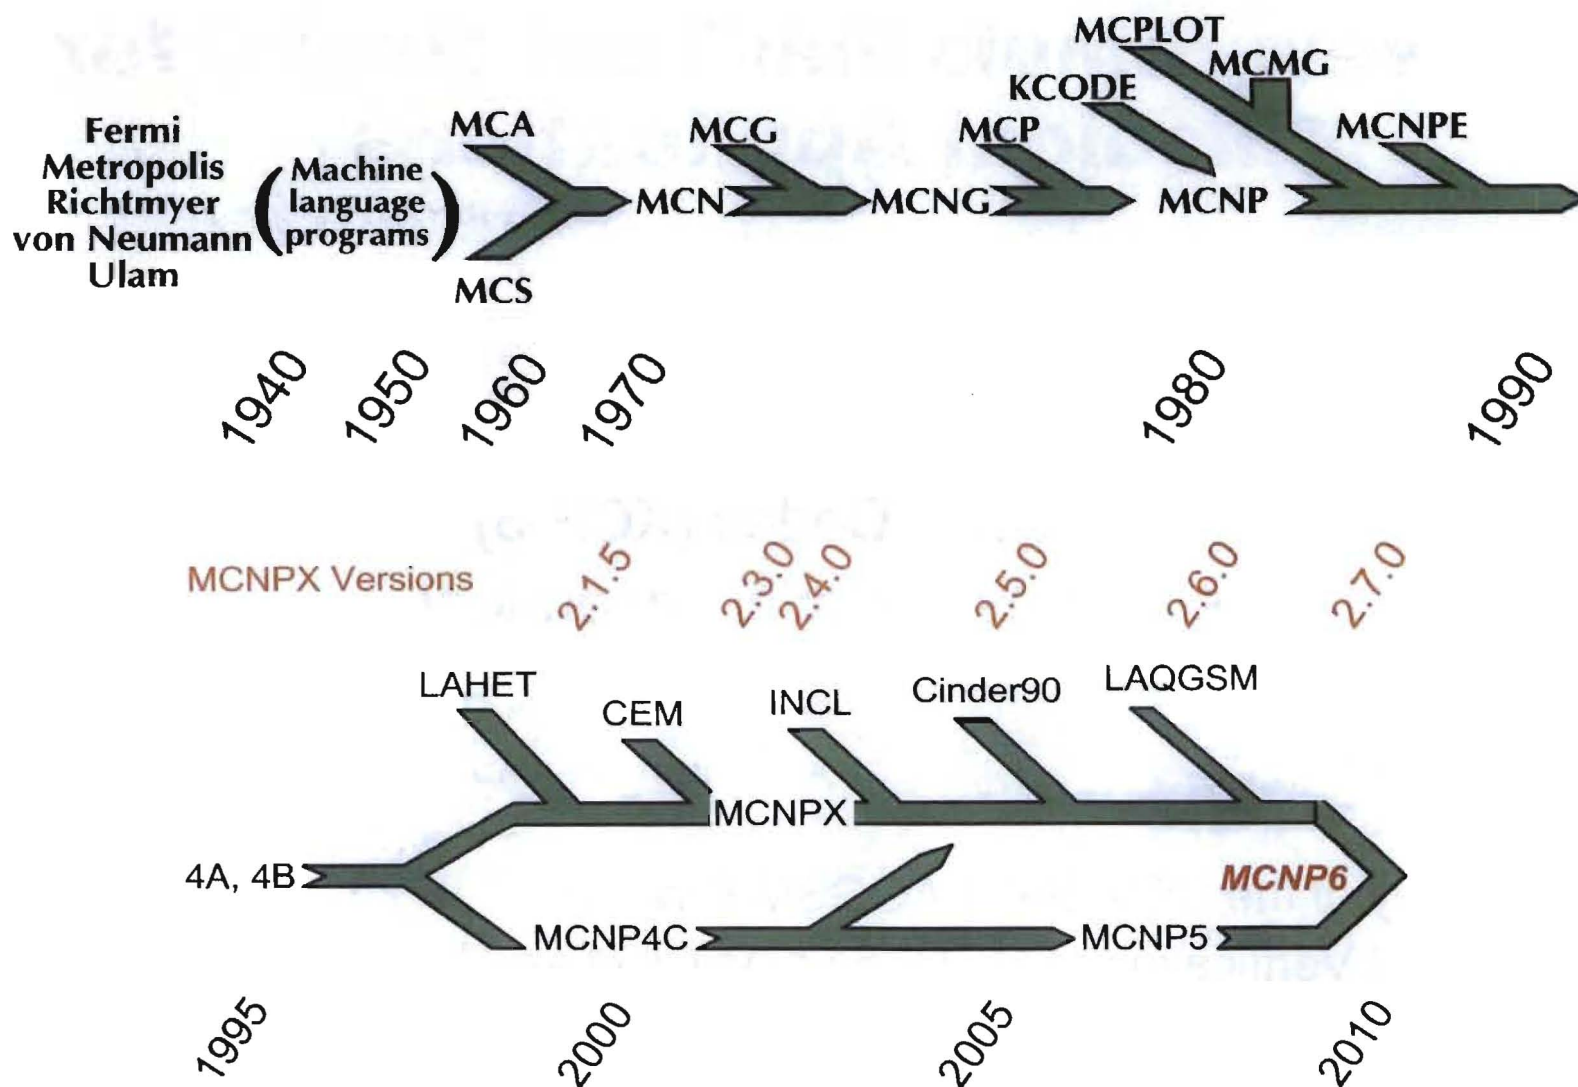 MCPLOT
MCMG
KCODE
Fermi
Metropolis
Richtmyer
von Neumann
Ulam
(Machine
language
programs)
MCA
MCS
MCN
MCG
MCNG
MCP
MCNP
MCNPE
1940
1950
1960
1970
1980
1990
MCNPX Versions
2.1.5
2.3.0
2.4.0
2.5.0
2.6.0
2.7.0
LAHET
CEM
INCL
Cinder90
LAQGSM
MCNPX
4A, 4B
MCNP6
MCNP4C
MCNP5
1995
2000
2005
2010